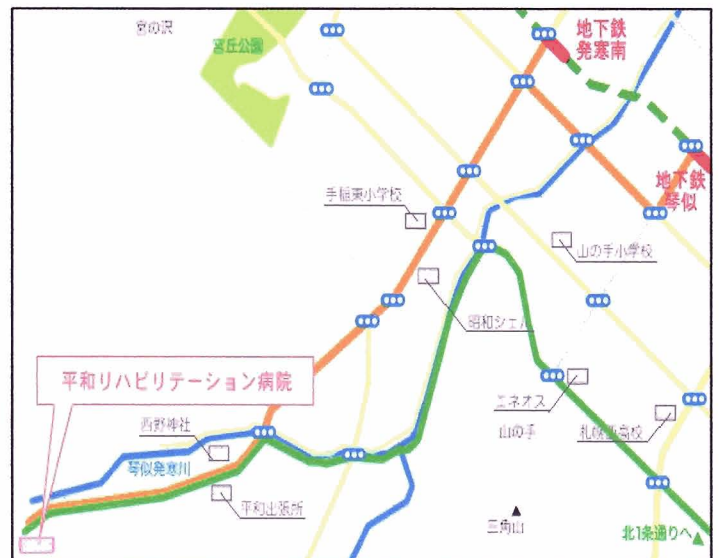 宮の沢
宮丘公園
地下鉄
発寒南
地下鉄
琴似
手稲東小学校
山の手小学校
昭和シェル
平和リハビリテーション病院
エネオス
山の手
札幌西高校
西野神社
琴似発寒川
平和出張所
三角山
北1条通りへ